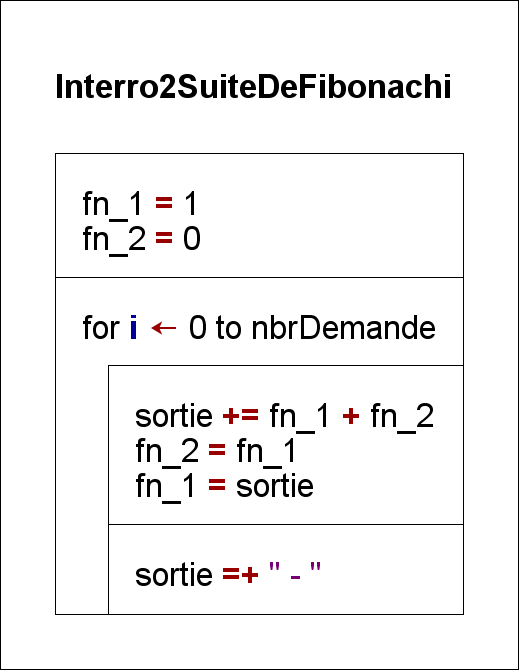 Interro2SuiteDeFibonachi
fn_1 = 1
fn_2 = 0
for i ← 0 to nbrDemande
sortie += fn_1 + fn_2
fn_2 = fn_1
fn_1 = sortie
sortie =+ " - "